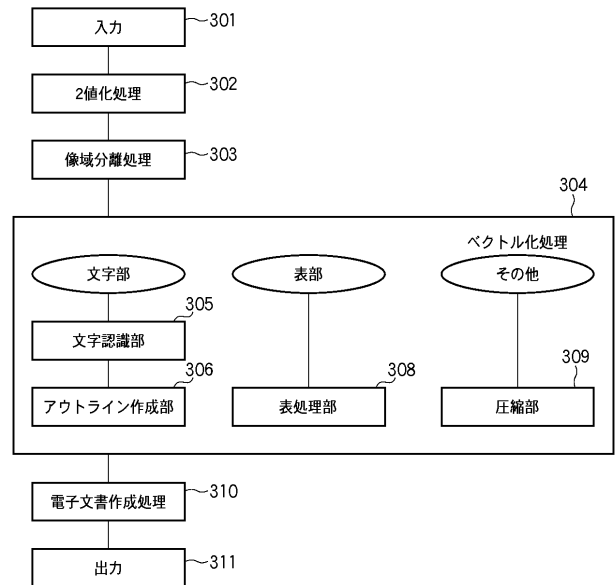 入力
301
2値化処理
302
像域分離処理
303
304
ベクトル化処理
文字部
表部
その他
305
文字認識部
306
アウトライン作成部
308
表処理部
309
圧縮部
電子文書作成処理
310
出力
311